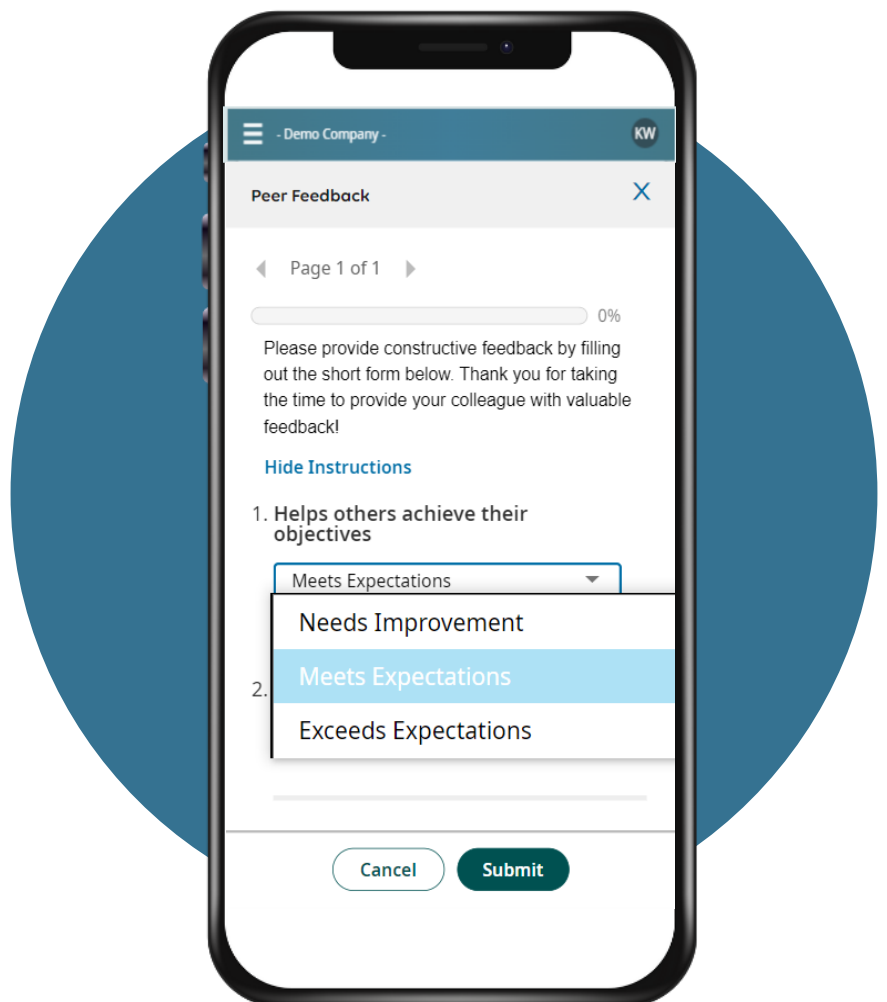 - Demo Company -
KW
Peer Feedback
X
Page 1 of 1
0%
Please provide constructive feedback by filling
out the short form below. Thank you for taking
the time to provide your colleague with valuable
feedback!
Hide Instructions
1. Helps others achieve their
objectives
Meets Expectations
Needs Improvement
2.
Meets Expectations
Exceeds Expectations
Cancel
Submit